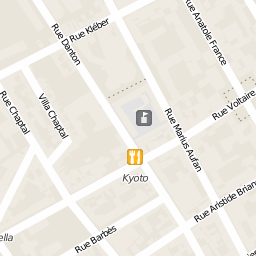 Rue Kléber
Rue Danton
Rue Anatole France
Rue Chaptal
Villa Chaptal
Rue Voltaire
Rue Marius Aufan
Kyoto
Rue Aristide Brian
Rue Barbès
ella